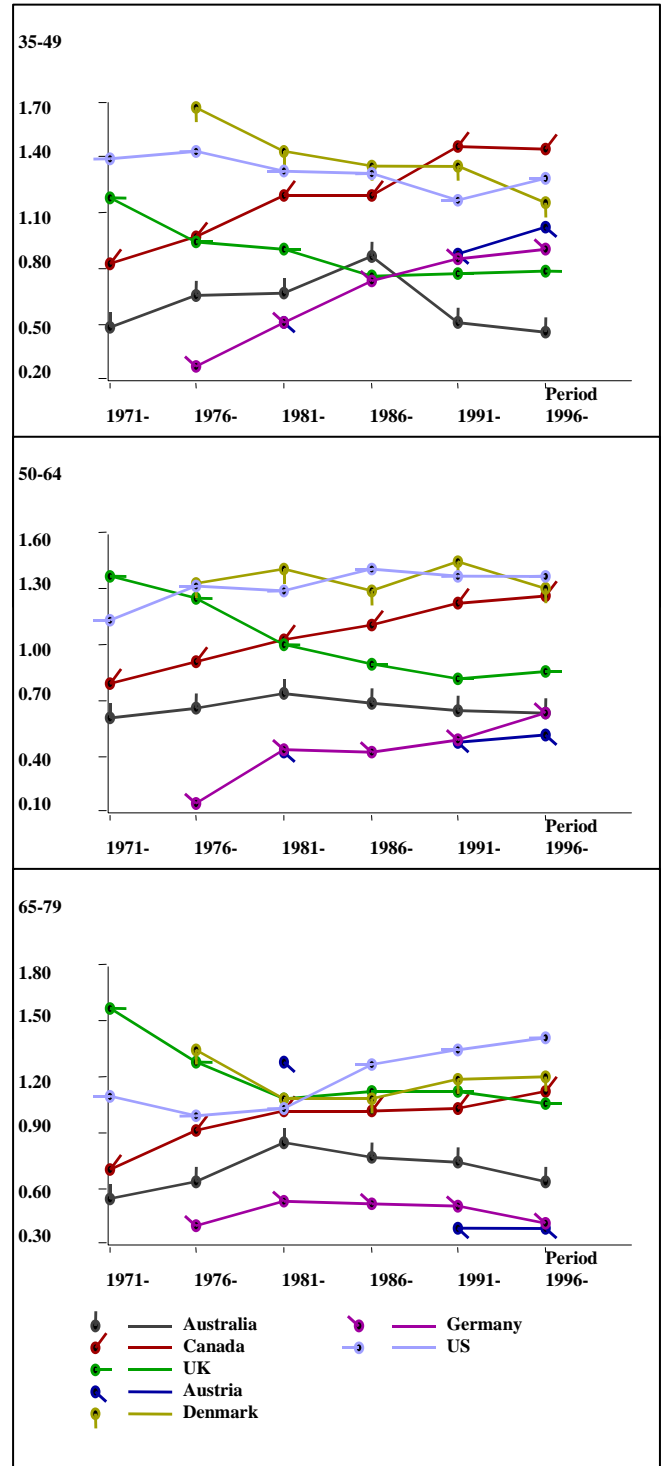 35-49
1.70
1.40
1.10
0.80
0.50
0.20
Period
1971- 1976- 1981- 1986- 1991- 1996-
50-64
1.60
1.30
1.00
0.70
0.40
0.10
Period
1971- 1976- 1981- 1986- 1991- 1996-
65-79
1.80
1.50
1.20
0.90
0.60
0.30
Period
1971- 1976- 1981- 1986- 1991- 1996-
Australia Germany
Canada US
UK
Austria
Denmark